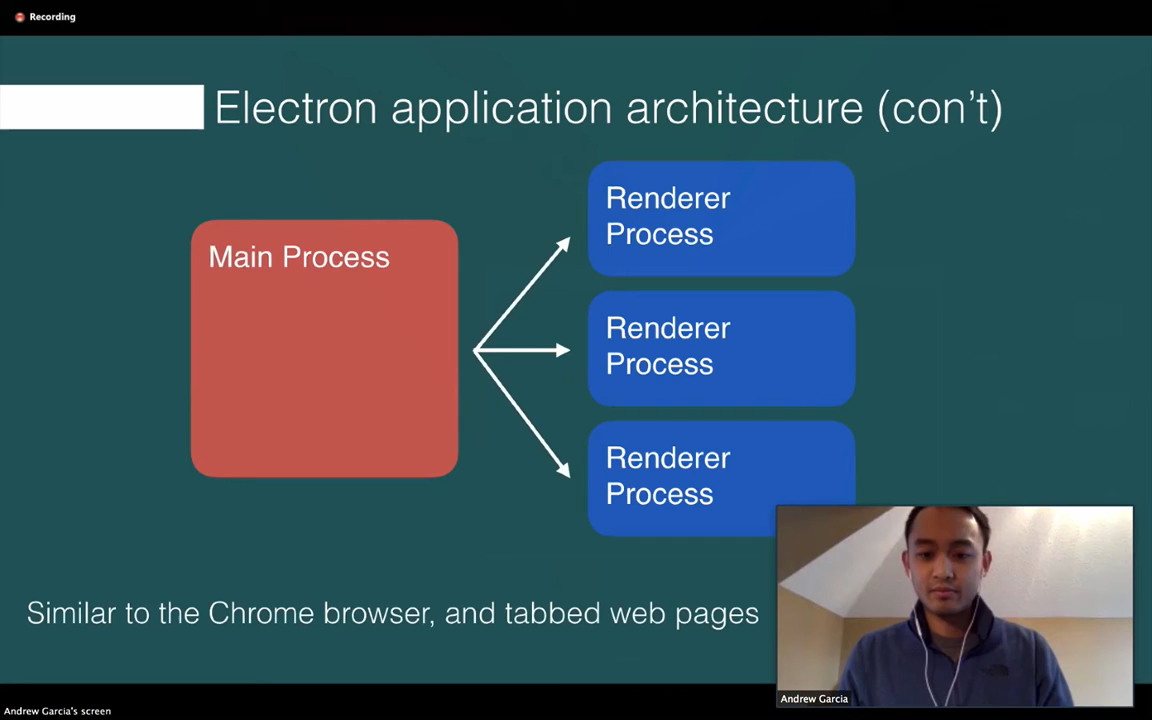 Recording
Electron application architecture (con’t)
Main Process
Renderer
Process
Renderer
Process
Renderer
Process
Similar to the Chrome browser, and tabbed web pages
Andrew Garcia
Andrew Garcia's screen